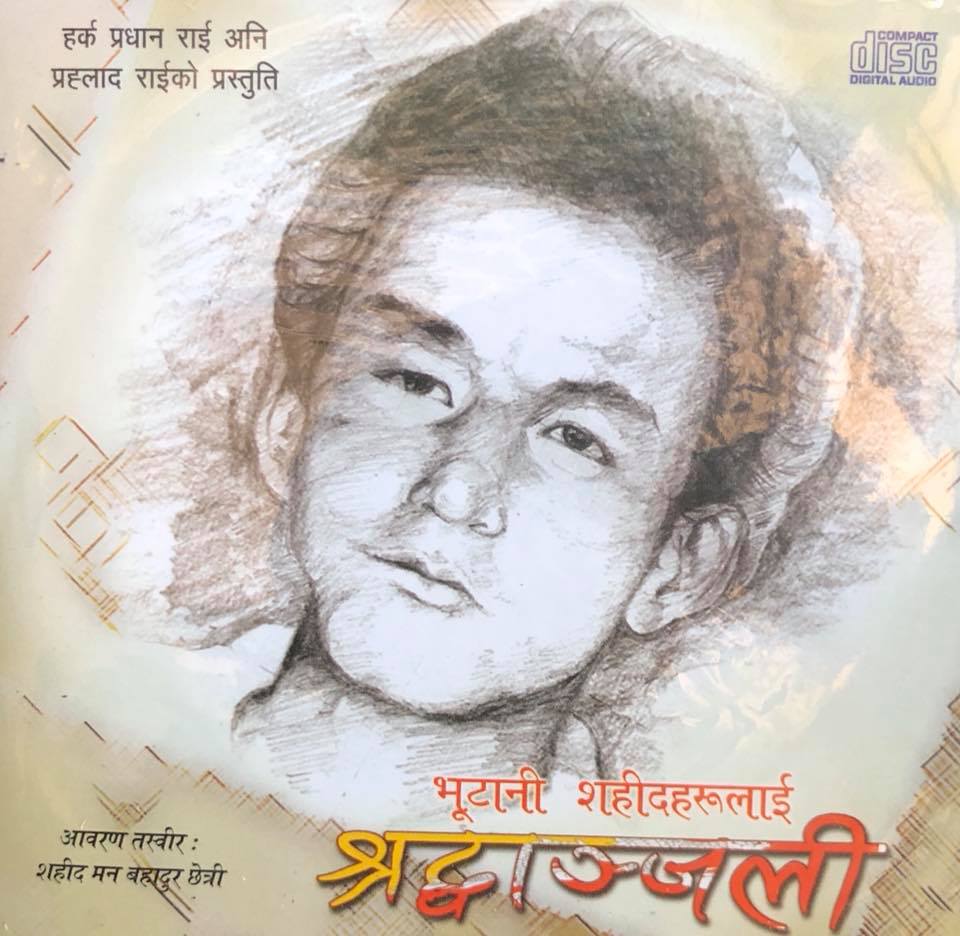 हर्क प्रधान राई अनि
प्रह्लाद राईको प्रस्तुति
COMPACT
disc
DIGITAL AUDIO
भूटानी शहीदहरूलाई
श्रद्धाञ्जली
आवरण तस्वीर :
शहीद मन बहादुर छेत्री